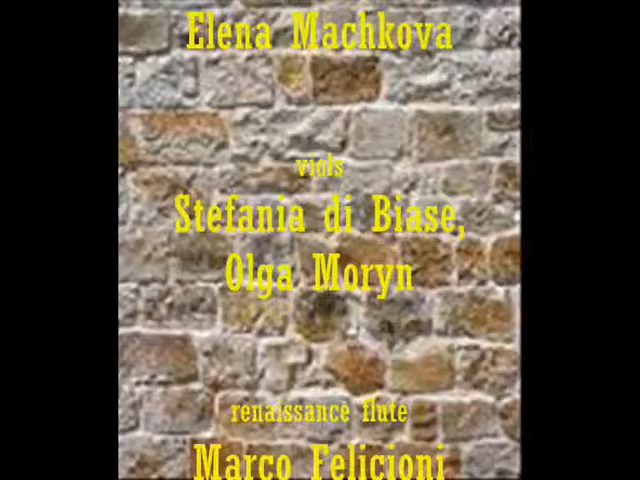 Elena Machkova
viols
Stefania di Biase,
Olga Moryn
renaissance flute
Marco Felicioni